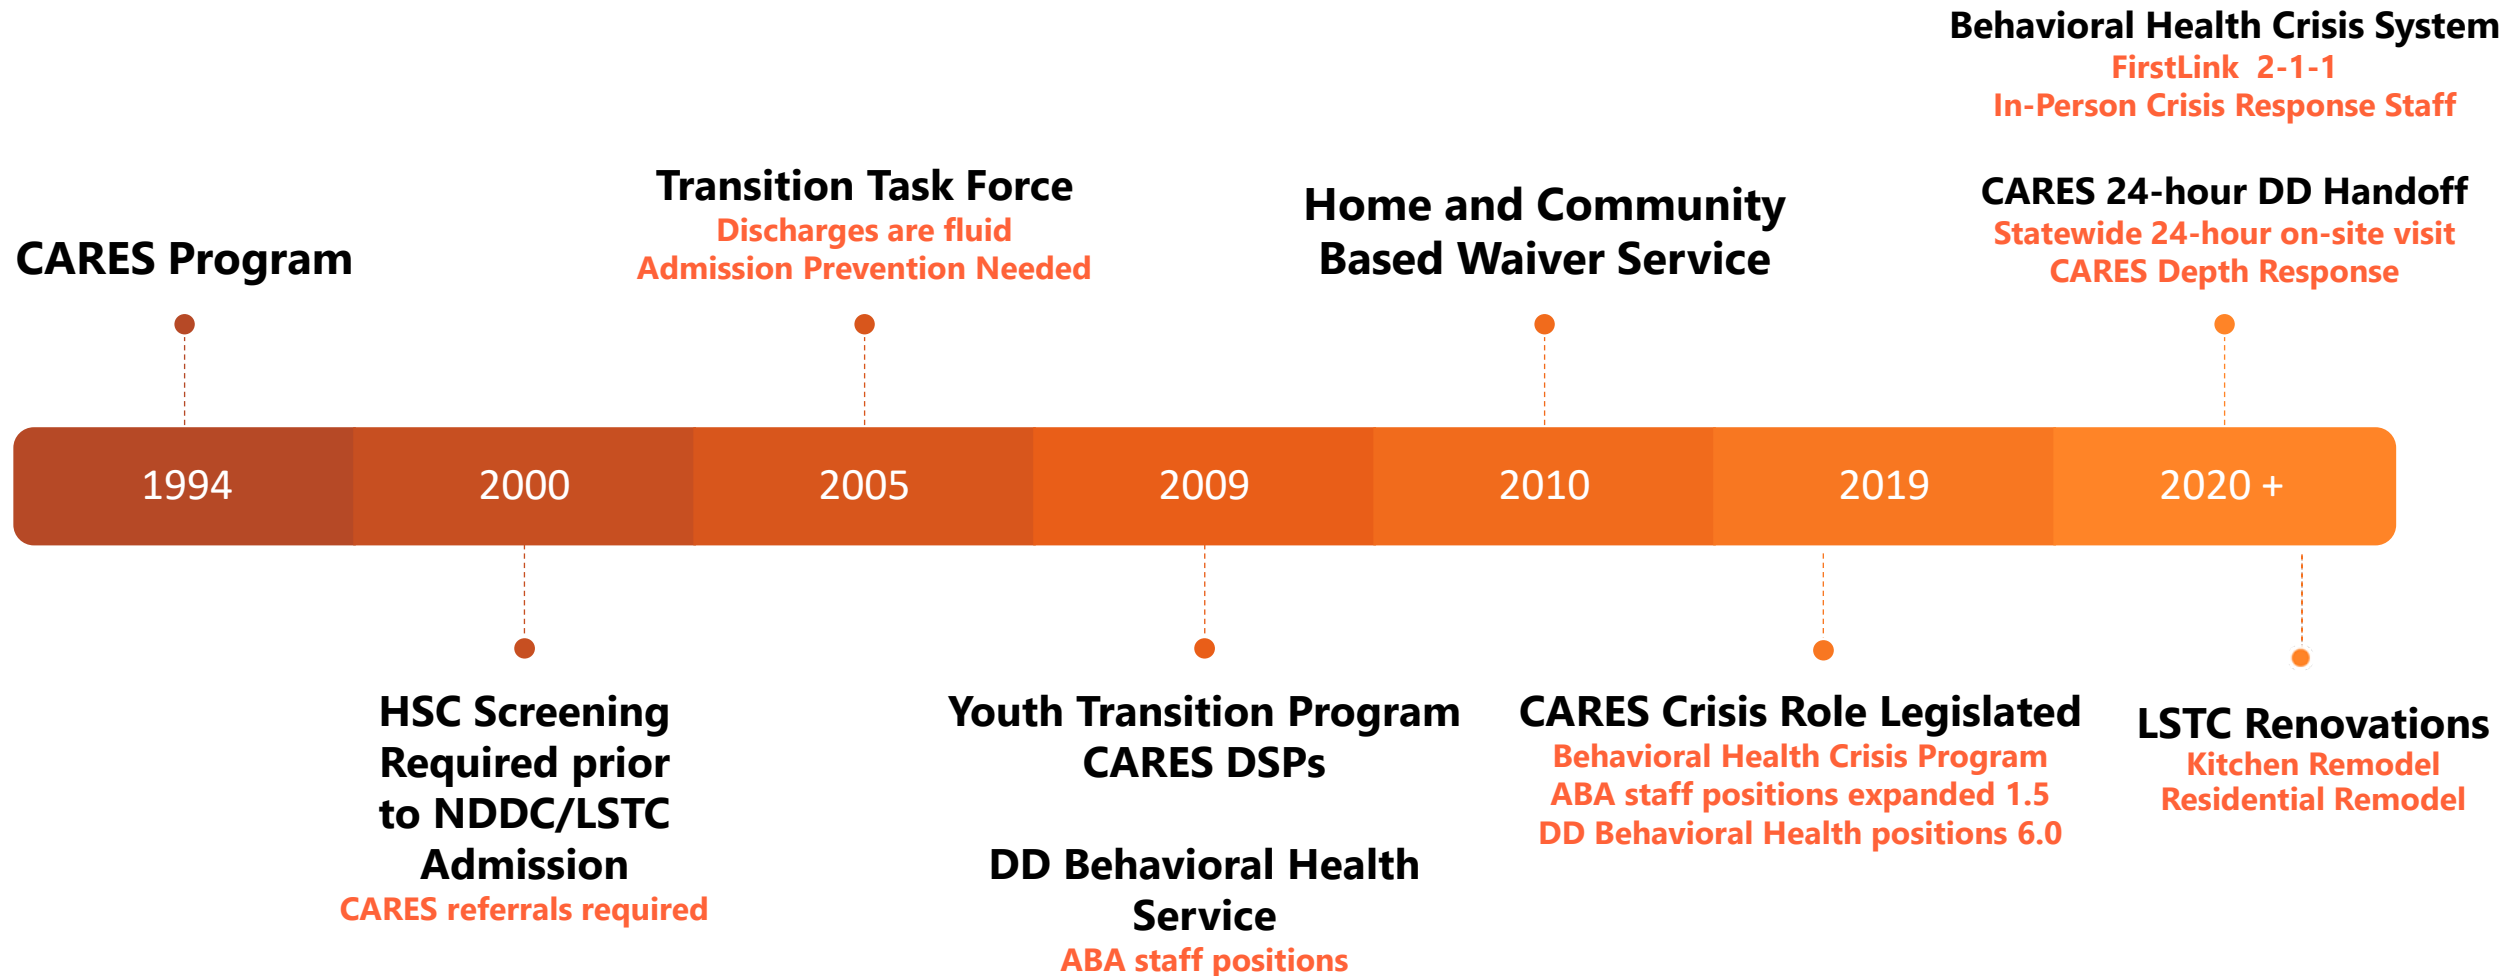 CARES Program
1994
2000
HSC Screening
Required prior
to NDDC/LSTC
Admission
CARES referrals required
Transition Task Force
Discharges are fluid
Admission Prevention Needed
2005
2009
Youth Transition Program
CARES DSPs
DD Behavioral Health
Service
ABA staff positions
Home and Community
Based Waiver Service
2010
2019
CARES Crisis Role Legislated
Behavioral Health Crisis Program
ABA staff positions expanded 1.5
DD Behavioral Health positions 6.0
Behavioral Health Crisis System
FirstLink 2-1-1
In-Person Crisis Response Staff
CARES 24-hour DD Handoff
Statewide 24-hour on-site visit
CARES Depth Response
2020 +
LSTC Renovations
Kitchen Remodel
Residential Remodel